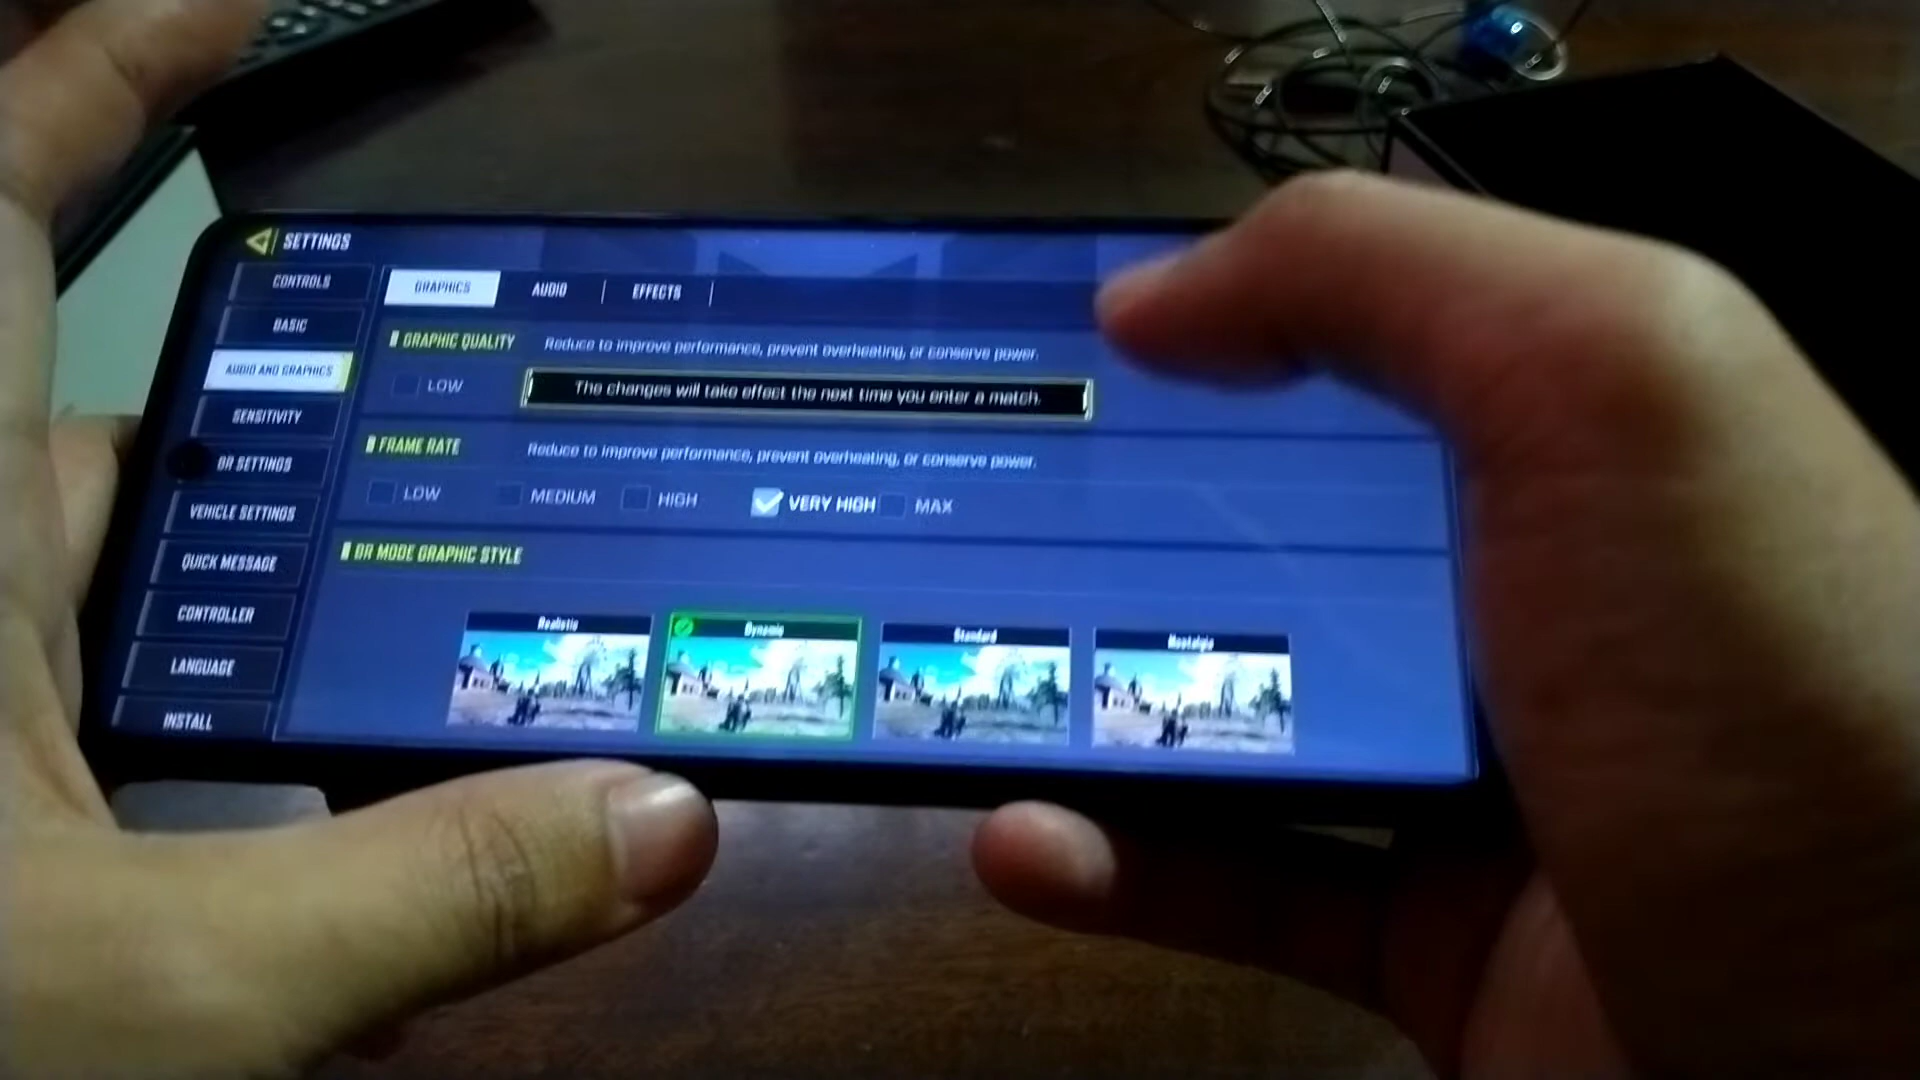 SETTINGS
CONTROLS
BASIC
AUDIO AND GRAPHICS
SENSITIVITY
BR SETTINGS
VEHICLE SETTINGS
QUICK MESSAGE
CONTROLLER
LANGUAGE
INSTALL
GRAPHICS AUDIO EFFECTS
GRAPHIC QUALITY Reduce to improve performance, prevent overheating, or conserve power.
LOW
The changes will take effect the next time you enter a match.
FRAME RATE Reduce to improve performance, prevent overheating, or conserve power.
LOW MEDIUM HIGH VERY HIGH MAX
BR MODE GRAPHIC STYLE
Realistic Dynamic Standard Nostalgic